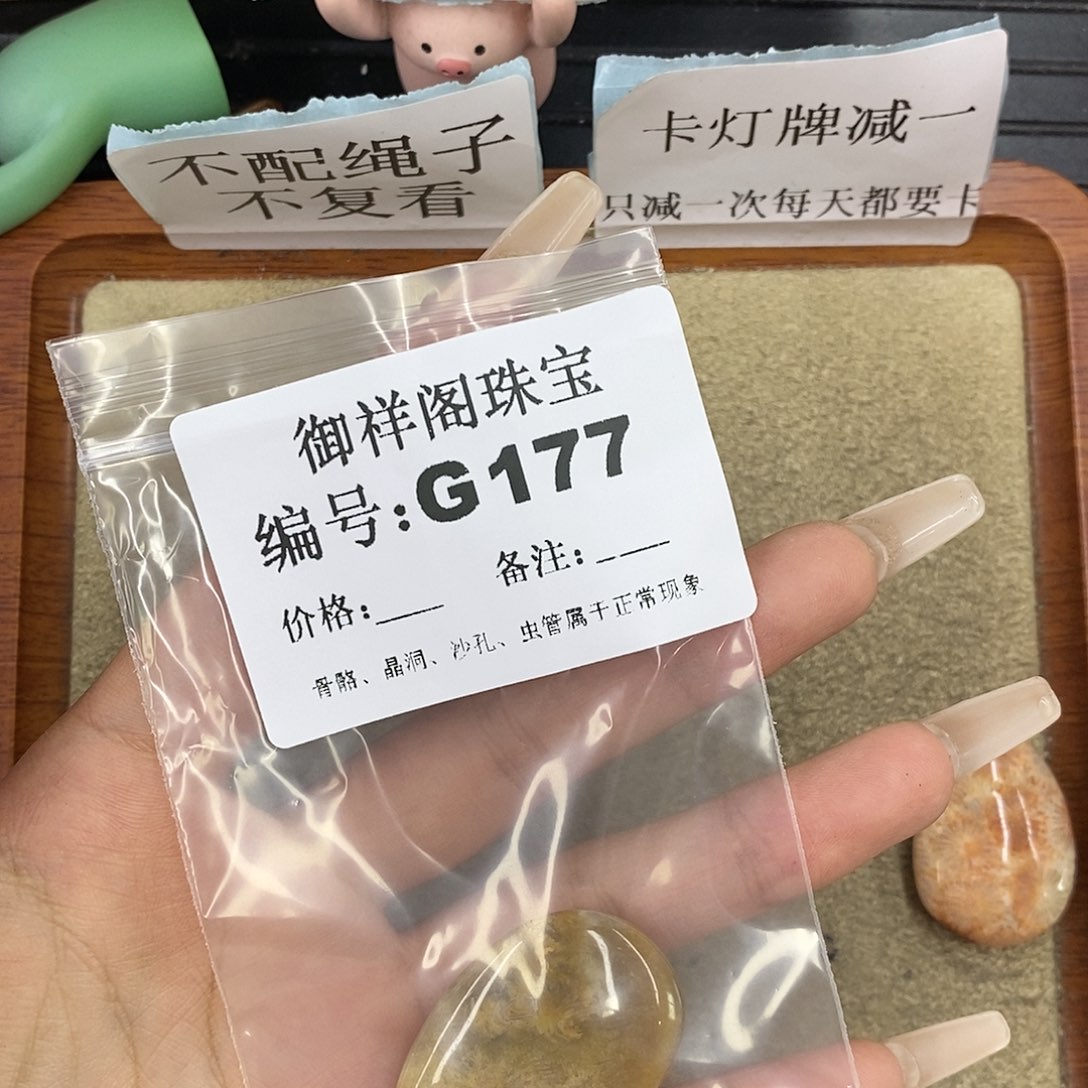 不配绳子
不复看
卡灯牌减一
只减一次每天都要卡
御祥阁珠宝
编号:G177
价格:___ 备注:____
骨骼、晶洞、沙孔、虫管属于正常现象